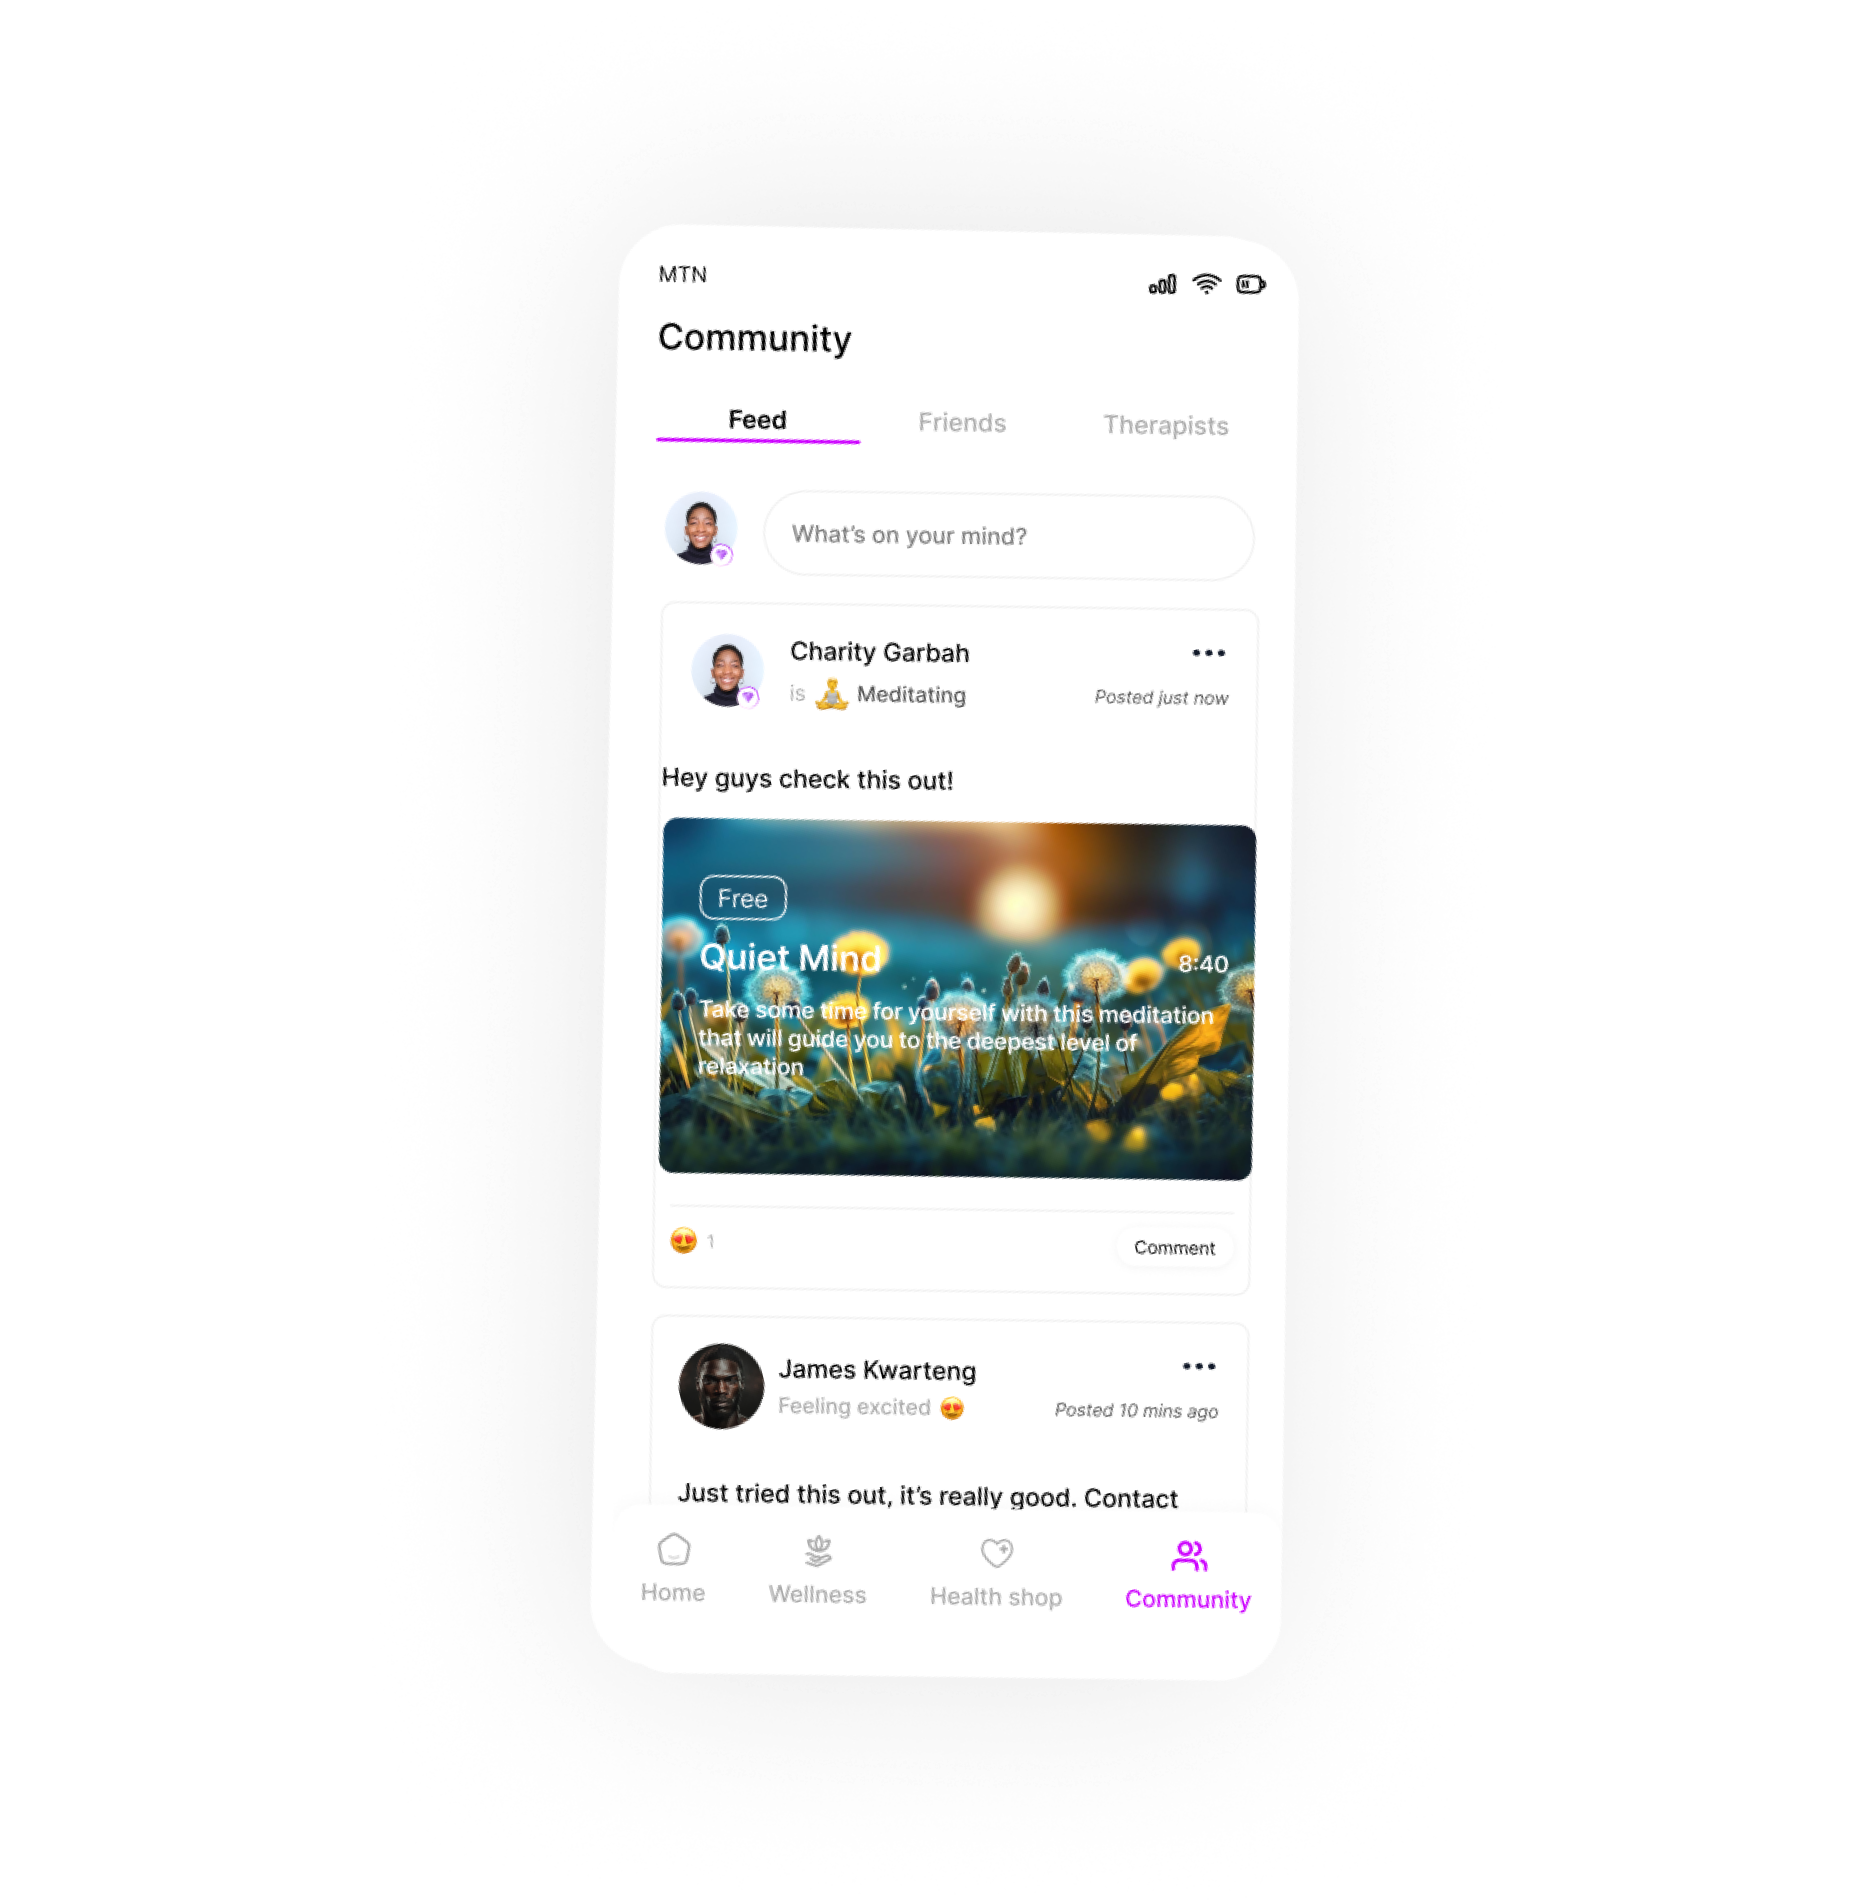 MTN
Community
Feed Friends Therapists
What's on your mind?
Charity Garbah
is 🧘 Meditating Posted just now
Hey guys check this out!
Free
Quiet Mind 8:40
Take some time for yourself with this meditation
that will guide you to the deepest level of
relaxation
😍 1 Comment
James Kwarteng
Feeling excited 😍 Posted 10 mins ago
Just tried this out, it's really good. Contact
Home Wellness Health shop Community